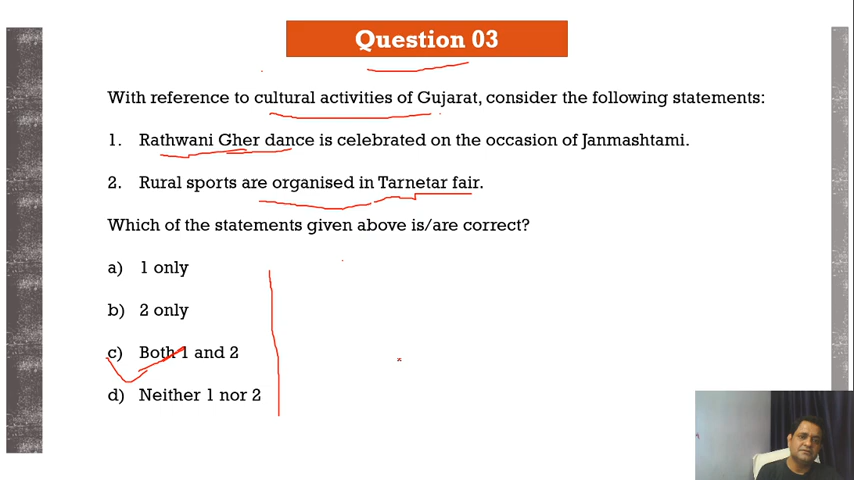 Question 03
With reference to cultural activities of Gujarat, consider the following statements:
1. Rathwani Gher dance is celebrated on the occasion of Janmashtami.
2. Rural sports are organised in Tarnetar fair.
Which of the statements given above is/are correct?
a) 1 only
b) 2 only
c) Both 1 and 2
d) Neither 1 nor 2